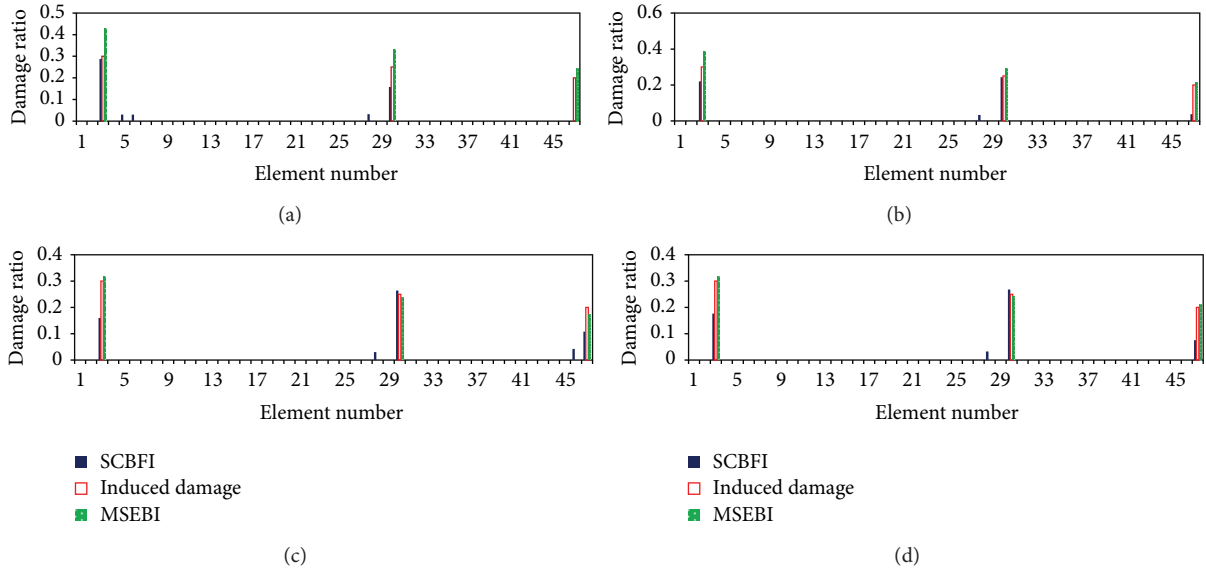 Damage ratio
0.5
0.4
0.3
0.2
0.1
0
1 5 9 13 17 21 25 29 33 37 41 45
Element number
(a)
Damage ratio
0.6
0.4
0.2
0
1 5 9 13 17 21 25 29 33 37 41 45
Element number
(b)
Damage ratio
0.4
0.3
0.2
0.1
0
1 5 9 13 17 21 25 29 33 37 41 45
Element number
SCBFI
Induced damage
MSEBI
(c)
Damage ratio
0.4
0.3
0.2
0.1
0
1 5 9 13 17 21 25 29 33 37 41 45
Element number
SCBFI
Induced damage
MSEBI
(d)